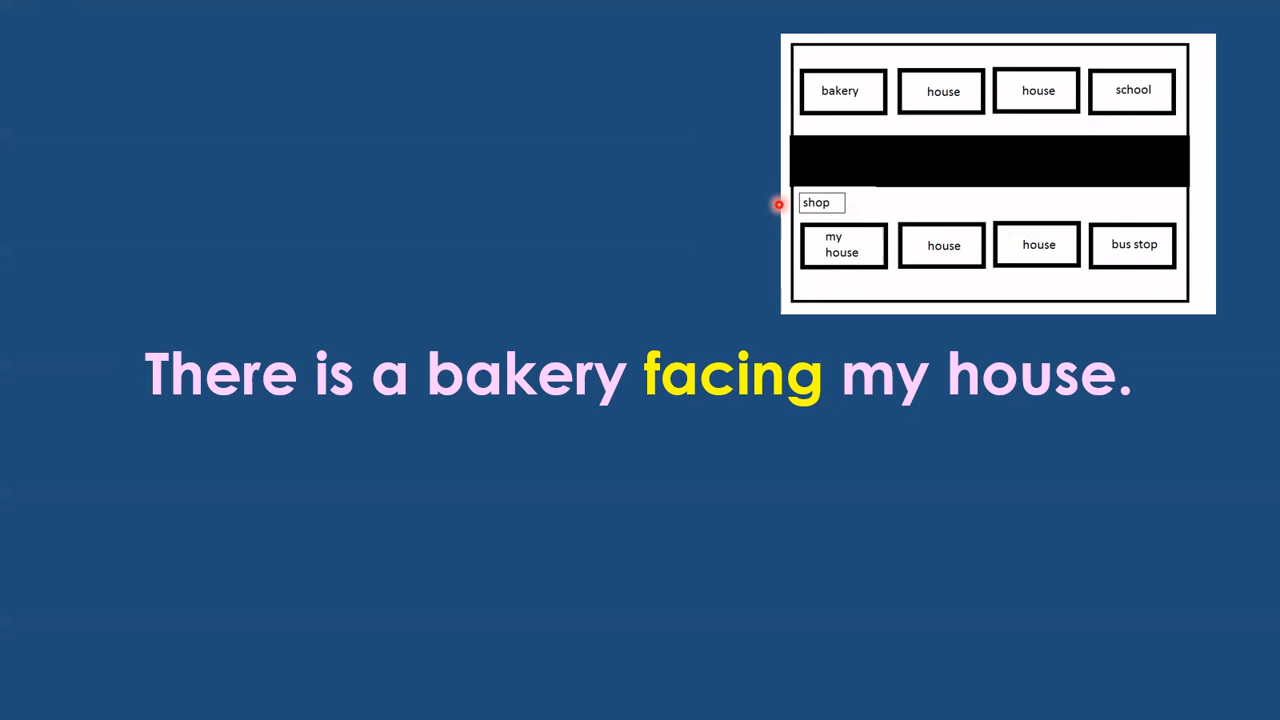 bakery house house school
shop
my
house house house bus stop
There is a bakery facing my house.